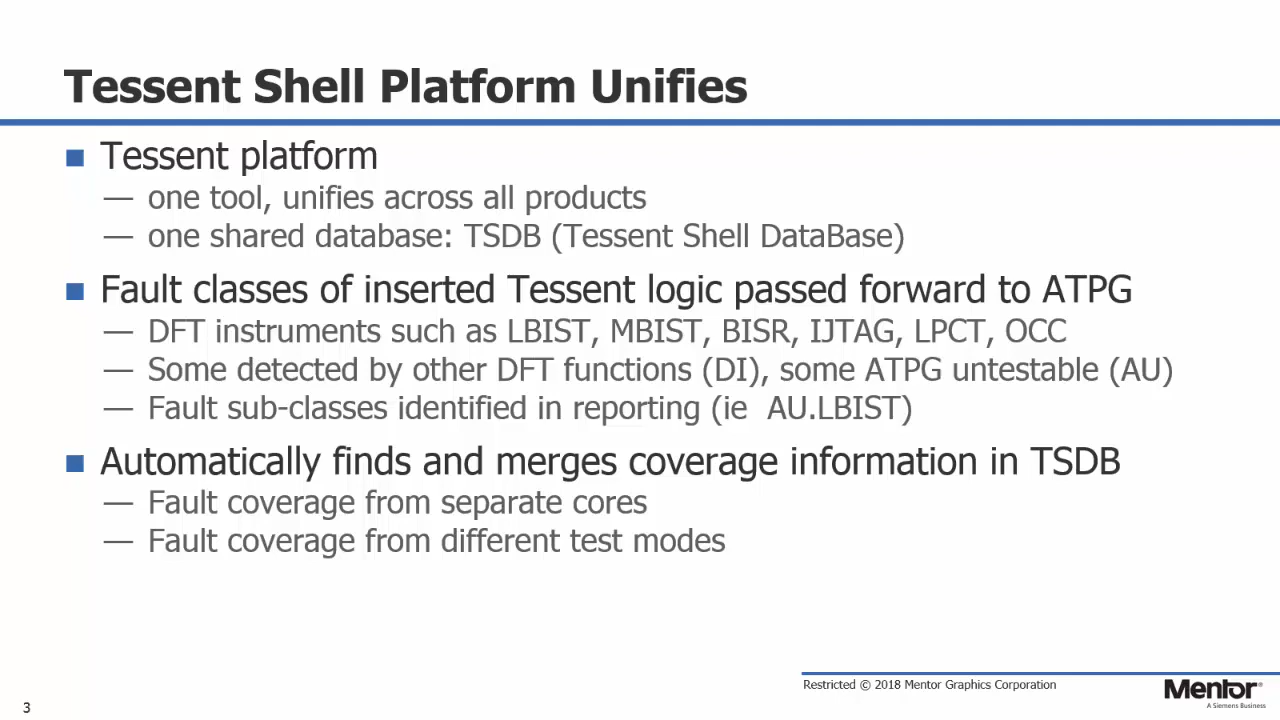 Tessent Shell Platform Unifies
■ Tessent platform
— one tool, unifies across all products
— one shared database: TSDB (Tessent Shell DataBase)
■ Fault classes of inserted Tessent logic passed forward to ATPG
— DFT instruments such as LBIST, MBIST, BISR, IJTAG, LPCT, OCC
— Some detected by other DFT functions (DI), some ATPG untestable (AU)
— Fault sub-classes identified in reporting (ie AU.LBIST)
■ Automatically finds and merges coverage information in TSDB
— Fault coverage from separate cores
— Fault coverage from different test modes
Restricted © 2018 Mentor Graphics Corporation
Mentor®
A Siemens Business
3